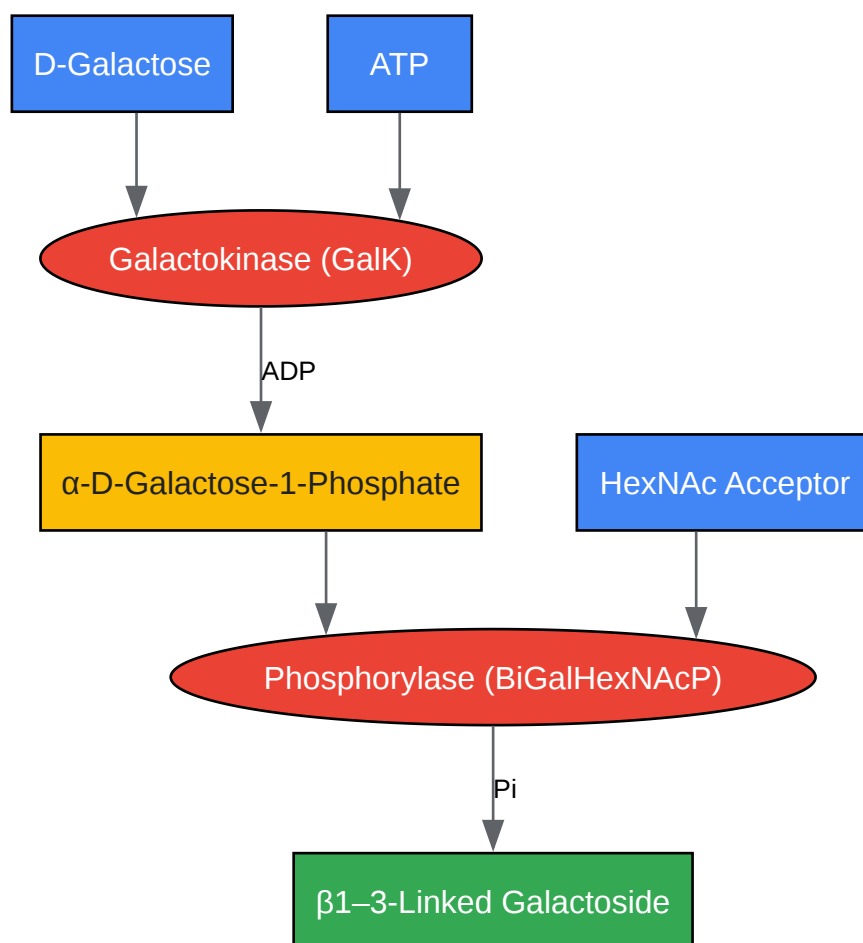 D-Galactose
ATP
Galactokinase (GalK)
ADP
α-D-Galactose-1-Phosphate
HexNAc Acceptor
Phosphorylase (BiGalHexNAcP)
Pi
β1–3-Linked Galactoside